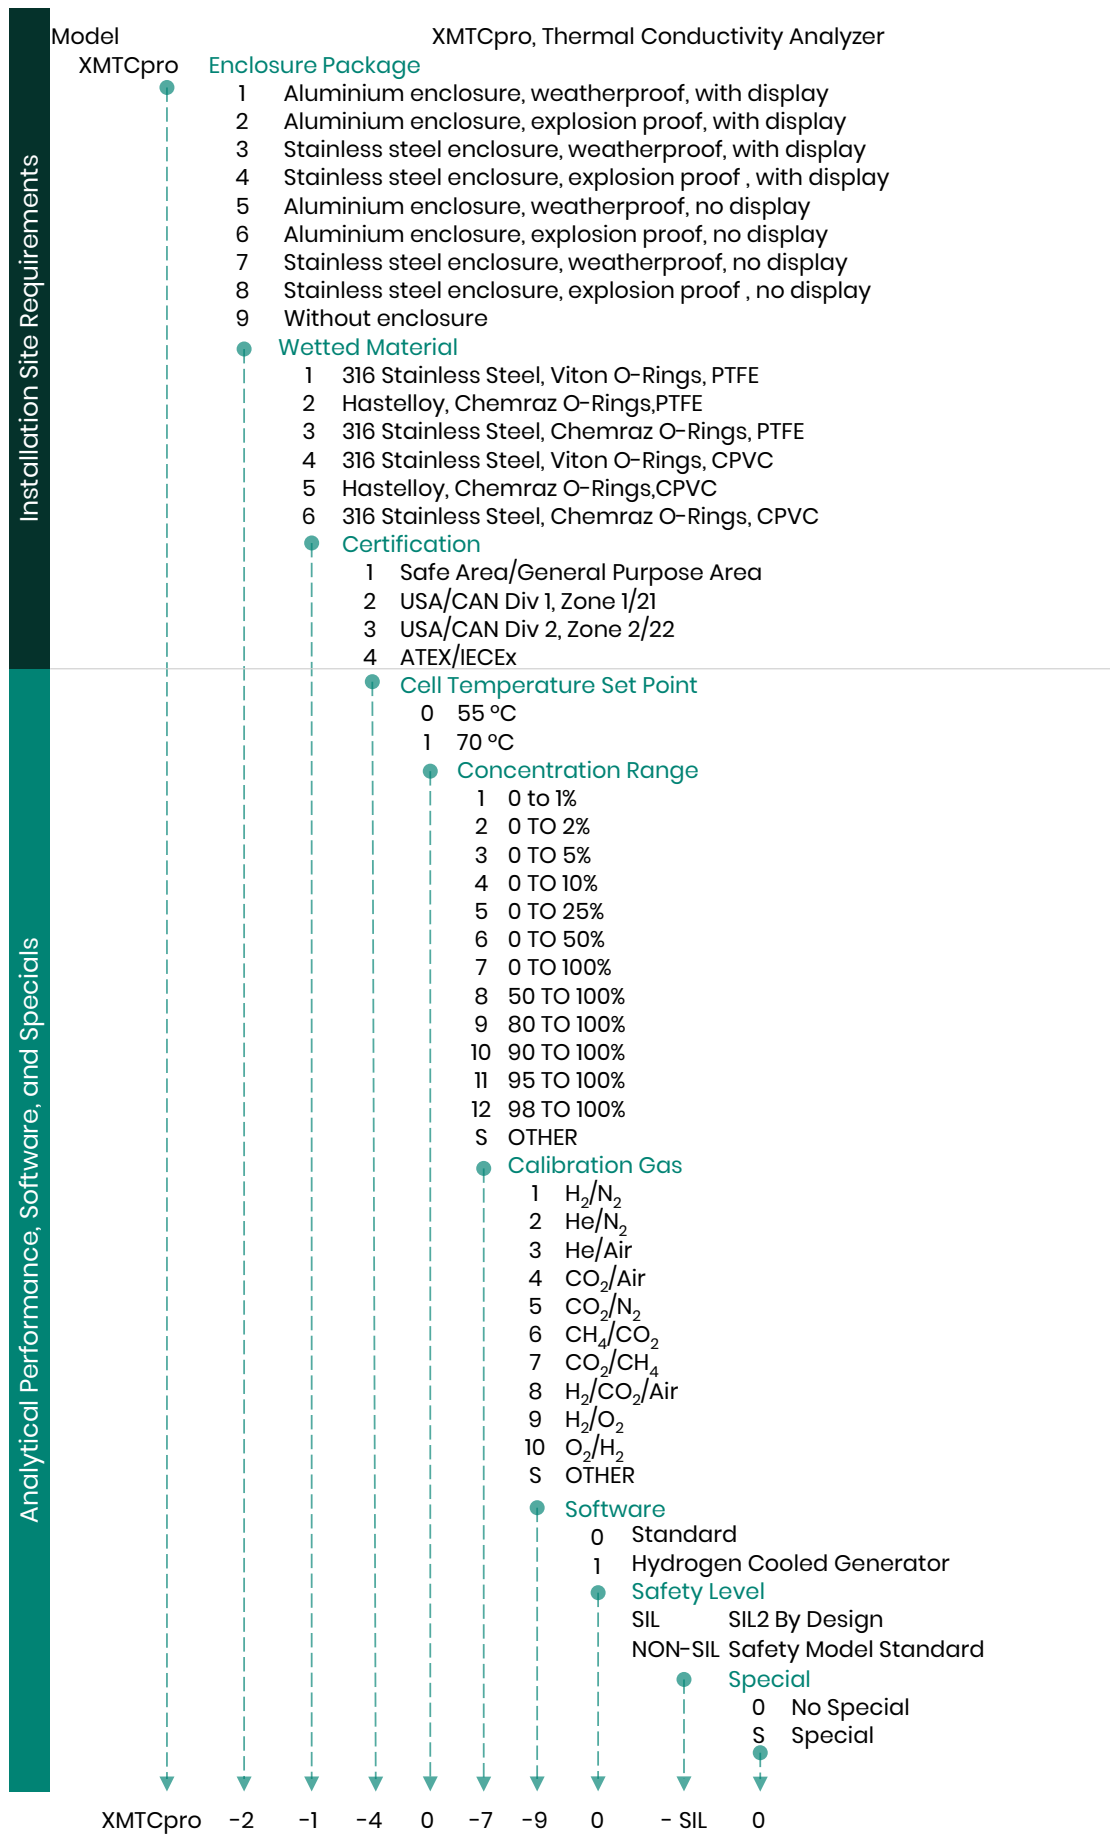 Model XMTCpro, Thermal Conductivity Analyzer
XMTCpro Enclosure Package
1 Aluminium enclosure, weatherproof, with display
2 Aluminium enclosure, explosion proof, with display
3 Stainless steel enclosure, weatherproof, with display
4 Stainless steel enclosure, explosion proof , with display
5 Aluminium enclosure, weatherproof, no display
6 Aluminium enclosure, explosion proof, no display
7 Stainless steel enclosure, weatherproof, no display
8 Stainless steel enclosure, explosion proof , no display
9 Without enclosure
Wetted Material
1 316 Stainless Steel, Viton O-Rings, PTFE
2 Hastelloy, Chemraz O-Rings,PTFE
3 316 Stainless Steel, Chemraz O-Rings, PTFE
4 316 Stainless Steel, Viton O-Rings, CPVC
5 Hastelloy, Chemraz O-Rings,CPVC
6 316 Stainless Steel, Chemraz O-Rings, CPVC
Certification
1 Safe Area/General Purpose Area
2 USA/CAN Div 1, Zone 1/21
3 USA/CAN Div 2, Zone 2/22
4 ATEX/IECEx
Installation Site Requirements
Cell Temperature Set Point
0 55 °C
1 70 °C
Concentration Range
1 0 to 1%
2 0 TO 2%
3 0 TO 5%
4 0 TO 10%
5 0 TO 25%
6 0 TO 50%
7 0 TO 100%
8 50 TO 100%
9 80 TO 100%
10 90 TO 100%
11 95 TO 100%
12 98 TO 100%
S OTHER
Calibration Gas
1 H₂/N₂
2 He/N₂
3 He/Air
4 CO₂/Air
5 CO₂/N₂
6 CH₄/CO₂
7 CO₂/CH₄
8 H₂/CO₂/Air
9 H₂/O₂
10 O₂/H₂
S OTHER
Software
0 Standard
1 Hydrogen Cooled Generator
Safety Level
SIL SIL2 By Design
NON-SIL Safety Model Standard
Special
0 No Special
S Special
Analytical Performance, Software, and Specials
XMTCpro -2 -1 -4 0 -7 -9 0 - SIL 0